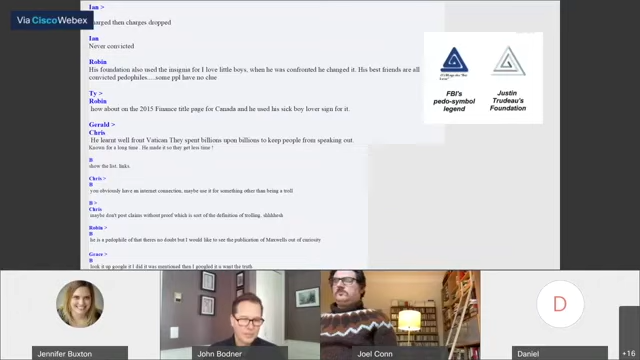 Via CiscoWebex
Ian >
charged then charges dropped
Ian
Never convicted
Robin
His foundation also used the insignia for I love little boys, when he was confronted he changed it. His best friends are all
convicted pedophiles.....some ppl have no clue
Ty >
Robin
how about on the 2015 Finance title page for Canada and he used his sick boy lover sign for it.
Gerald >
Chris
He learnt well frout Vatican They spent billions upon billions to keep people from speaking out.
Known for a long time . He made it so they get less time !
B
show the list. links.
Chris >
B
you obviously have an internet connection, maybe use it for something other than being a troll
B >
Chris
maybe don't post claims without proof which is sort of the definition of trolling. shhhhesh
Robin >
B
he is a pedophile of that theres no doubt but I would like to see the publication of Maxwells out of curiosity
Grace >
B
look it up google it I did it was mentioned then I googled it u want the truth.
FBI's
pedo-symbol
legend
Justin
Trudeau's
Foundation
D
Jennifer Buxton
John Bodner
Joel Conn
Daniel
+16